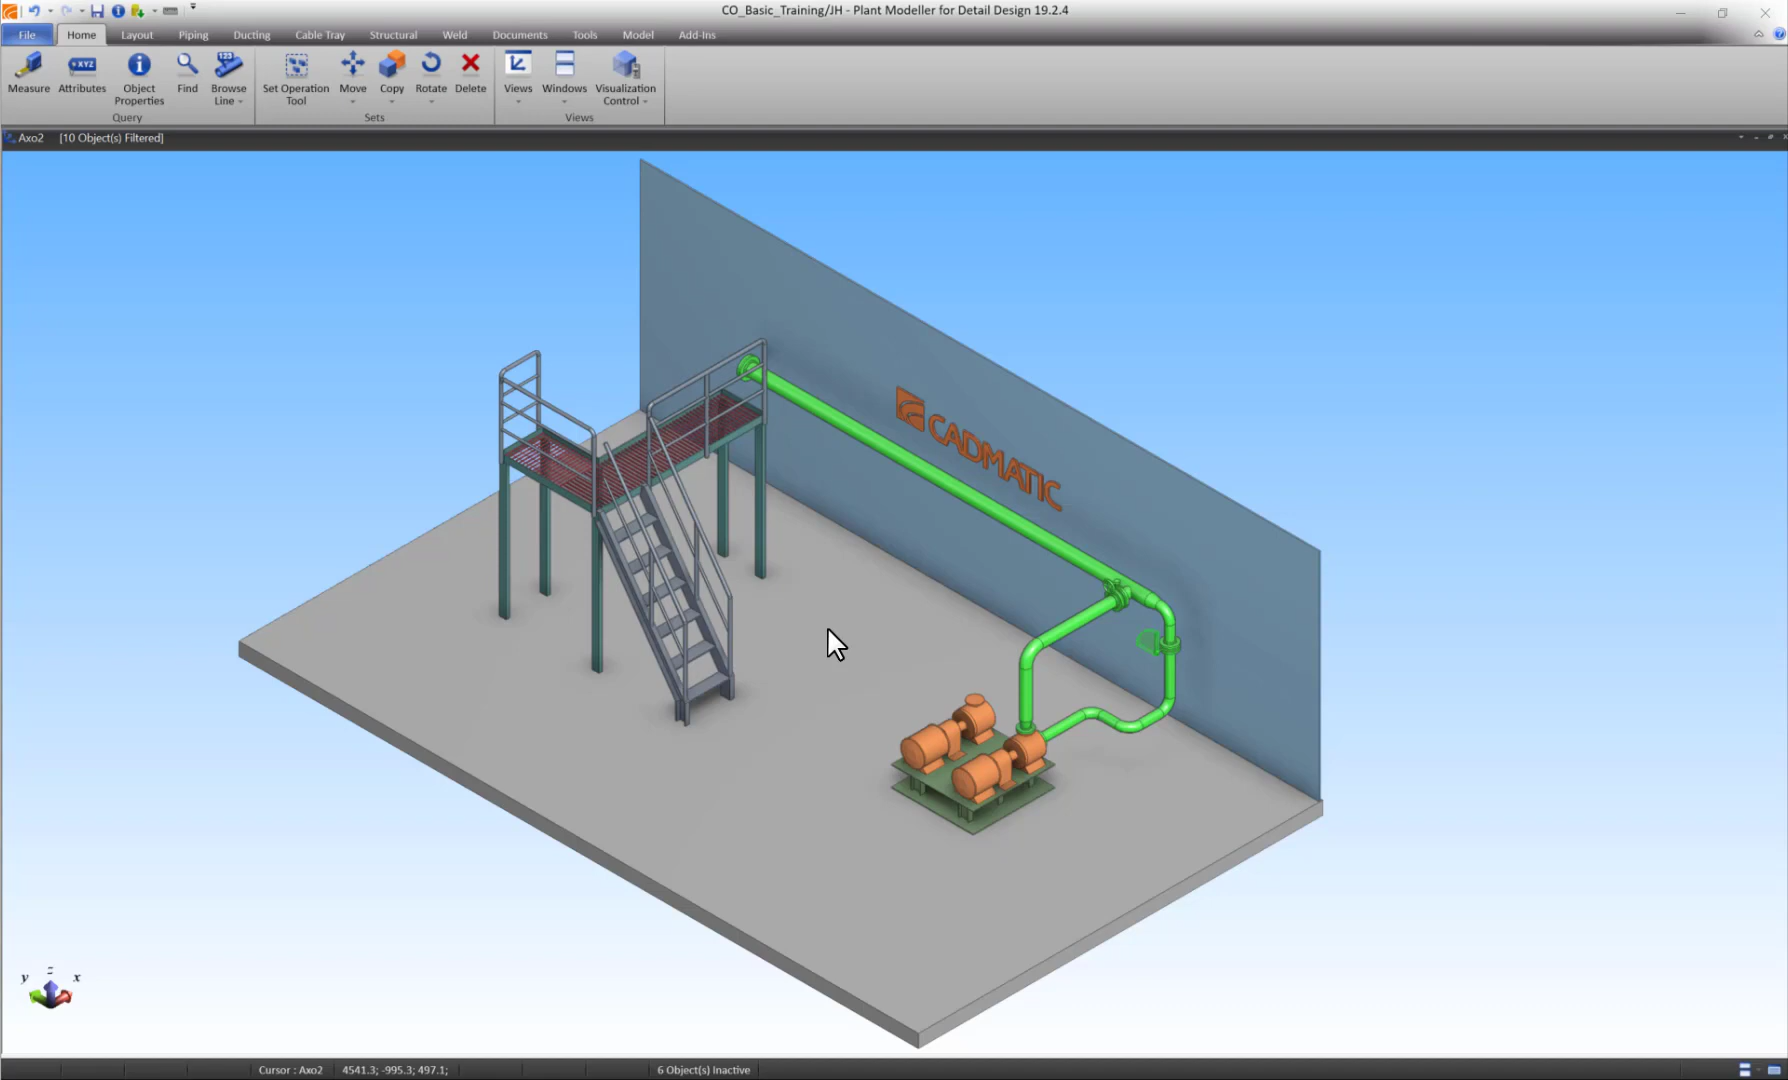 CO_Basic_Training/JH - Plant Modeller for Detail Design 19.2.4
File Home Layout Piping Ducting Cable Tray Structural Weld Documents Tools Model Add-Ins
Measure Attributes Object Properties Find Browse Line Set Operation Tool Move Copy Rotate Delete Views Windows Visualization Control
Query Sets Views
Axo2 [10 Object(s) Filtered]
CADMATIC
z
y x
Cursor : Axo2 4541.3; -995.3; 497.1; 6 Object(s) Inactive